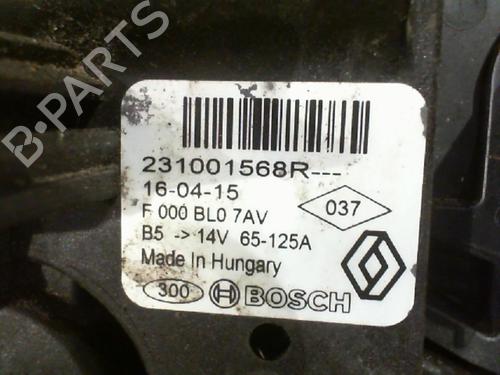 B-PARTS
231001568R---
16-04-15
037
F 000 BL0 7AV
B5 -> 14V 65-125A
Made In Hungary
300 BOSCH